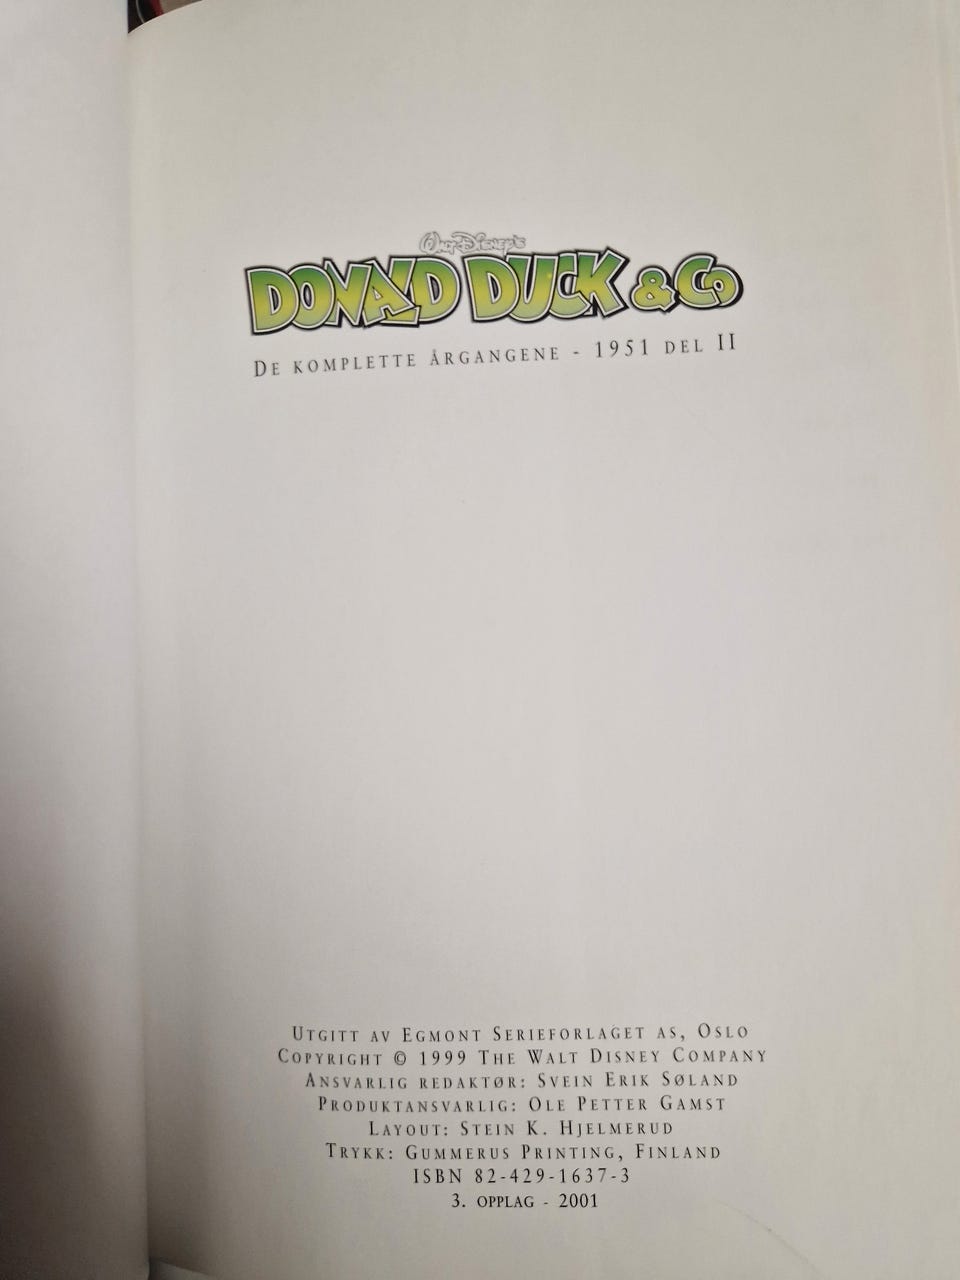 Walt Disney's
DONALD DUCK & Co
DE KOMPLETTE ÅRGANGENE - 1951 DEL II
UTGITT AV EGMONT SERIEFORLAGET AS, OSLO
COPYRIGHT © 1999 THE WALT DISNEY COMPANY
ANSVARLIG REDAKTØR: SVEIN ERIK SØLAND
PRODUKTANSVARLIG: OLE PETTER GAMST
LAYOUT: STEIN K. HJELMERUD
TRYKK: GUMMERUS PRINTING, FINLAND
ISBN 82-429-1637-3
3. OPPLAG - 2001